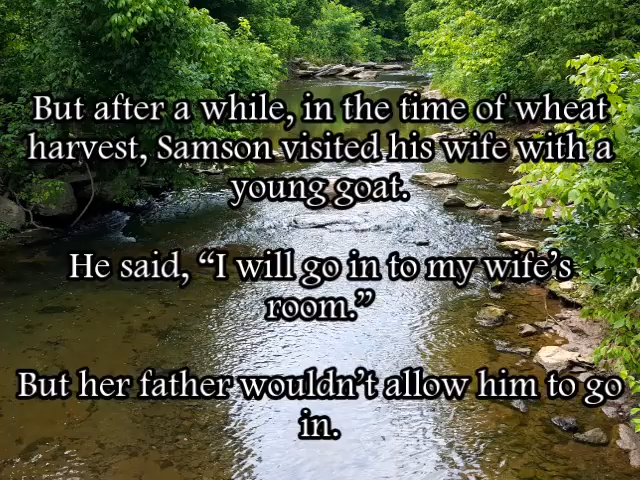 But after a while, in the time of wheat
harvest, Samson visited his wife with a
young goat.
He said, “I will go in to my wife’s
room.”
But her father wouldn’t allow him to go
in.